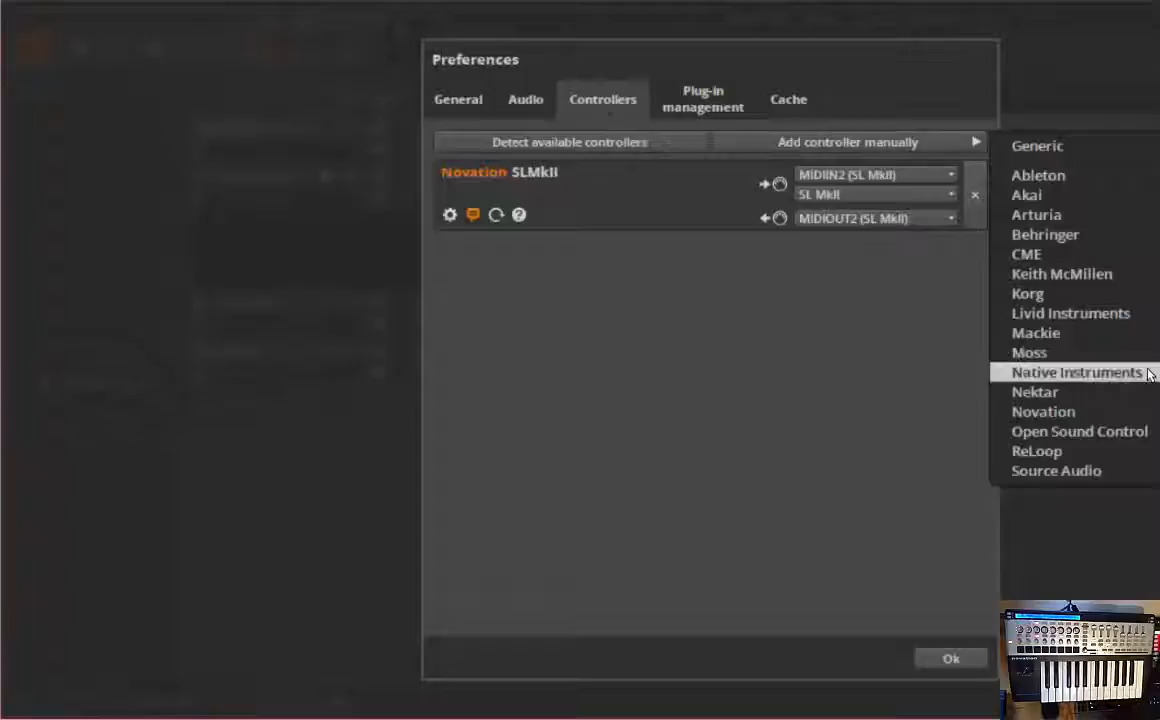 Preferences
General
Audio
Controllers
Plug-in
management
Cache
Detect available controllers
Add controller manually
Novation SLMkII
MIDIIN2 (SL MkII)
SL MkII
MIDIOUT2 (SL MkII)
Generic
Ableton
Akai
Arturia
Behringer
CME
Keith McMillen
Korg
Livid Instruments
Mackie
Moss
Native Instruments
Nektar
Novation
Open Sound Control
ReLoop
Source Audio
Ok
novation